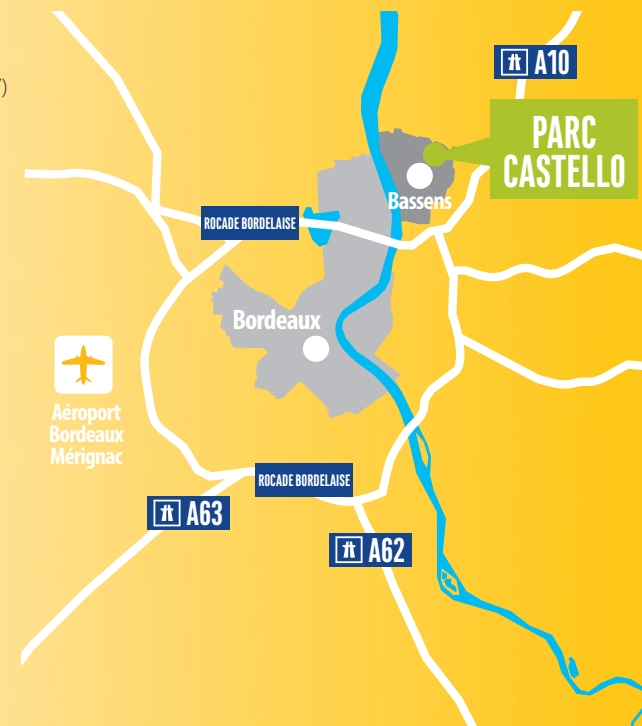 ')
A10
PARC
CASTELLO
Bassens
ROCADE BORDELAISE
Bordeaux
Aéroport
Bordeaux
Mérignac
ROCADE BORDELAISE
A63
A62